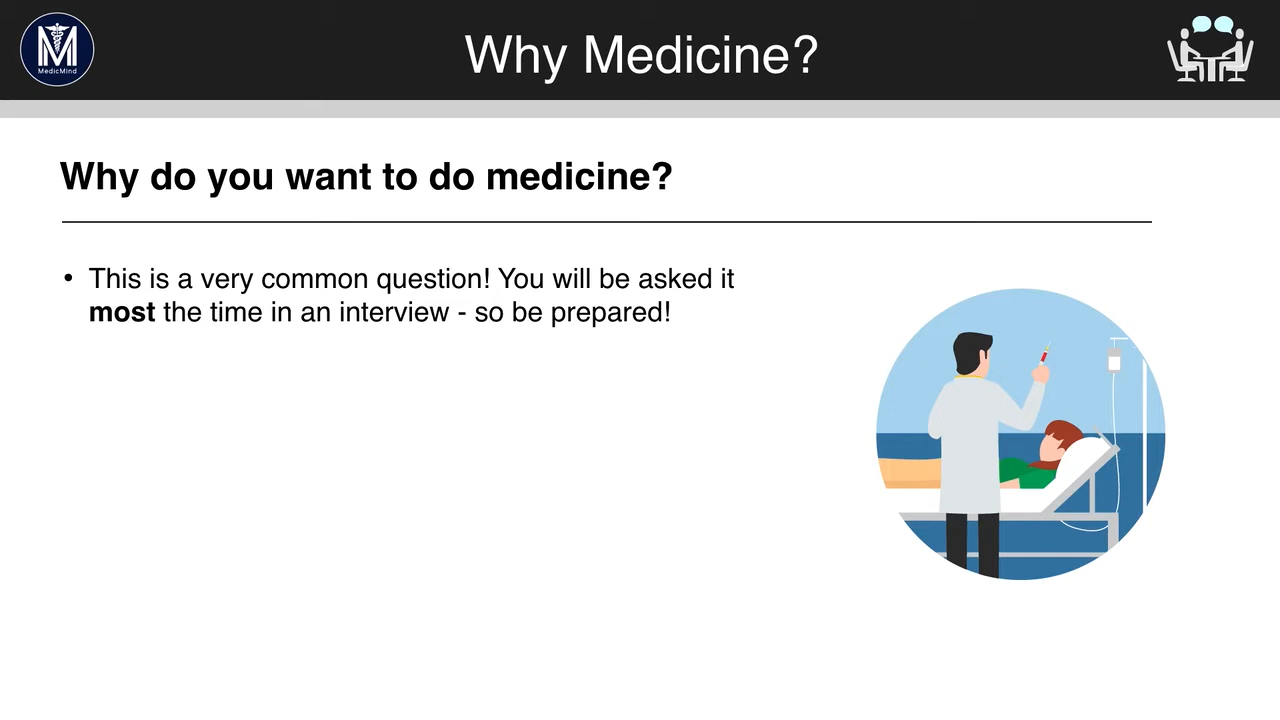 MedicMind
Why Medicine?
Why do you want to do medicine?
• This is a very common question! You will be asked it
most the time in an interview - so be prepared!